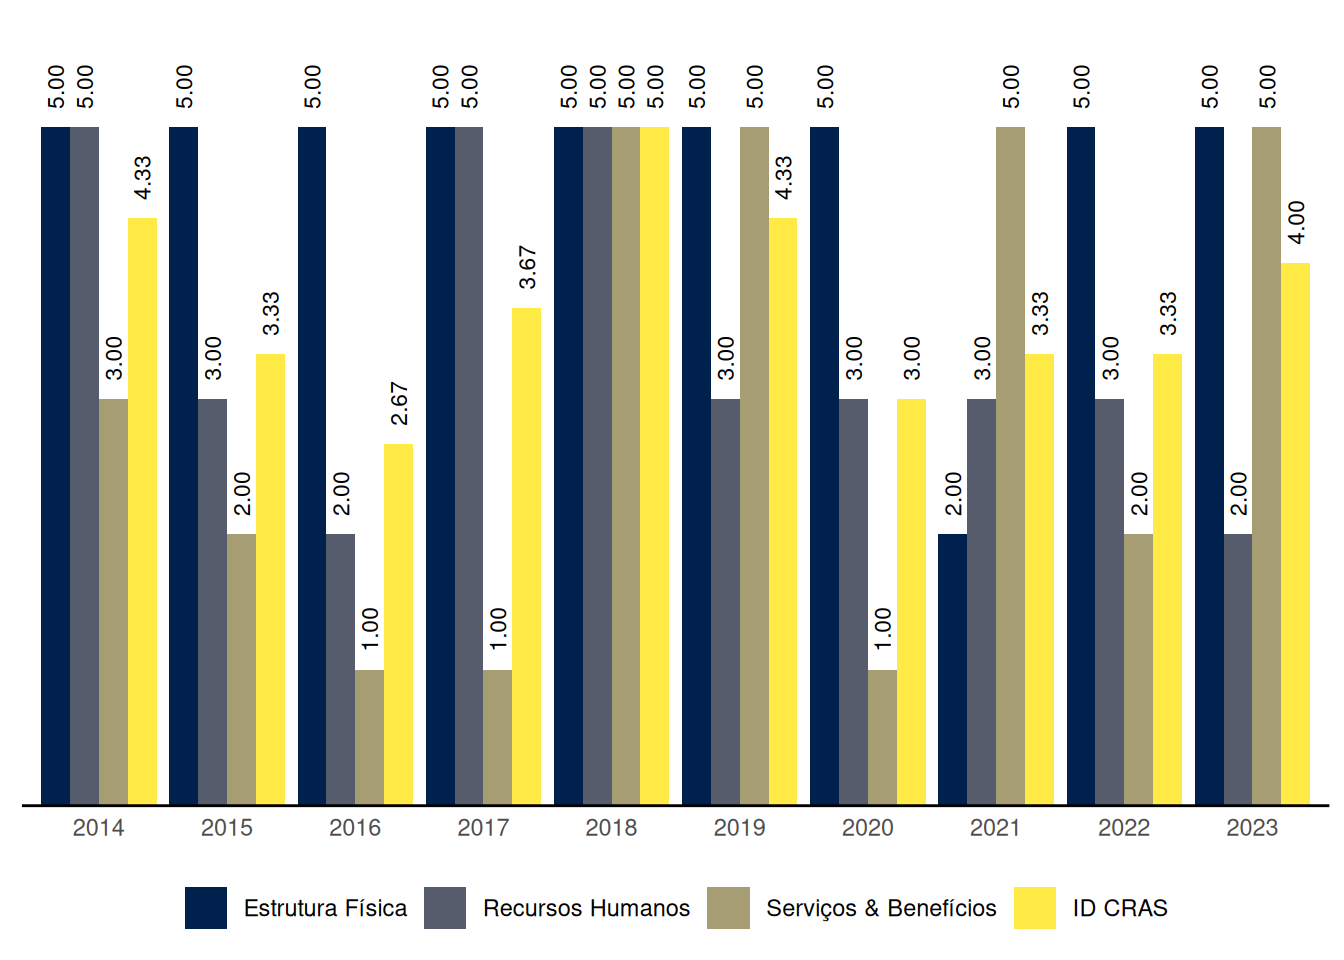 5.00 5.00 3.00 4.33
5.00 3.00 2.00 3.33
5.00 2.00 1.00 2.67
5.00 5.00 1.00 3.67
5.00 5.00 5.00 5.00
5.00 3.00 5.00 4.33
5.00 3.00 1.00 3.00
2.00 3.00 5.00 3.33
5.00 3.00 2.00 3.33
5.00 2.00 5.00 4.00
2014 2015 2016 2017 2018 2019 2020 2021 2022 2023
Estrutura Física Recursos Humanos Serviços & Benefícios ID CRAS